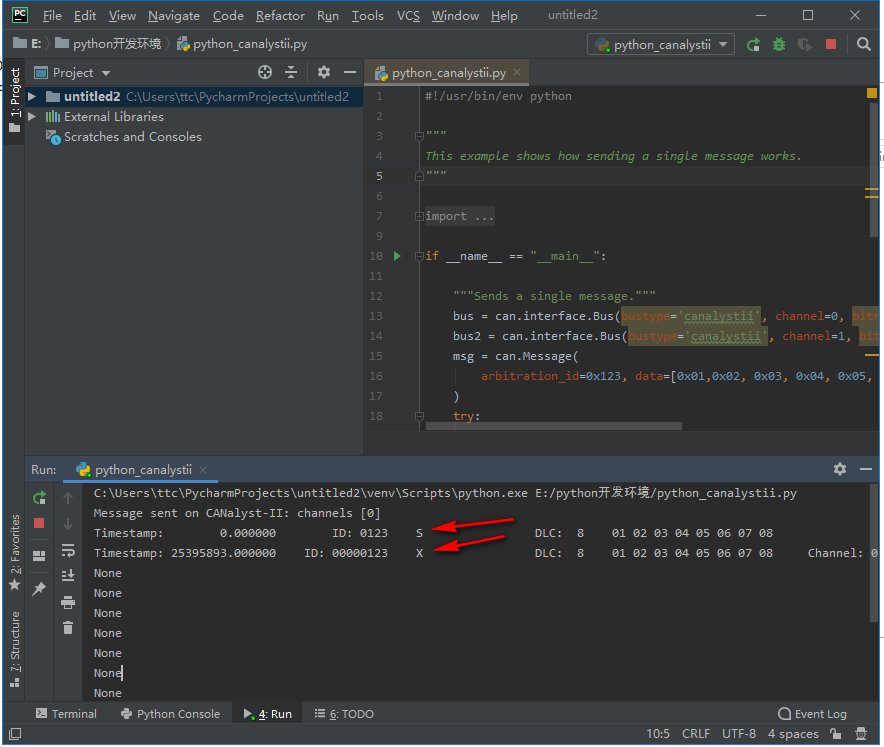 PC File Edit View Navigate Code Refactor Run Tools VCS Window Help untitled2
E: python开发环境 python_canalystii.py python_canalystii
1: Project
Project
python_canalystii.py
untitled2 C:\Users\ttc\PycharmProjects\untitled2
External Libraries
Scratches and Consoles
1 #!/usr/bin/env python
2
3 """
4 This example shows how sending a single message works.
5 """
6
7 import ...
9
10 if __name__ == "__main__":
11
12 """Sends a single message."""
13 bus = can.interface.Bus(bustype='canalystii', channel=0, bitr
14 bus2 = can.interface.Bus(bustype='canalystii', channel=1, bit
15 msg = can.Message(
16 arbitration_id=0x123, data=[0x01,0x02, 0x03, 0x04, 0x05,
17 )
18 try:
Run: python_canalystii
C:\Users\ttc\PycharmProjects\untitled2\venv\Scripts\python.exe E:/python开发环境/python_canalystii.py
Message sent on CANalyst-II: channels [0]
Timestamp: 0.000000 ID: 0123 S DLC: 8 01 02 03 04 05 06 07 08
Timestamp: 25395893.000000 ID: 00000123 X DLC: 8 01 02 03 04 05 06 07 08 Channel: 0
None
None
None
None
None
None
None
2: Favorites
7: Structure
Terminal Python Console 4: Run 6: TODO Event Log
10:5 CRLF UTF-8 4 spaces